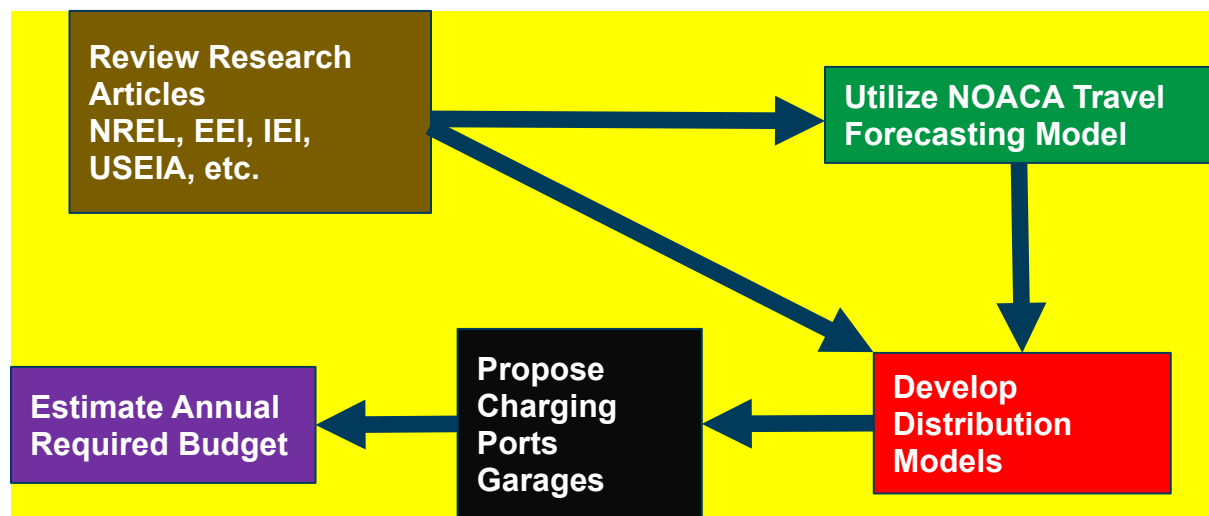 Review Research
Articles
NREL, EEI, IEI,
USEIA, etc.
Utilize NOACA Travel
Forecasting Model
Develop
Distribution
Models
Propose
Charging
Ports
Garages
Estimate Annual
Required Budget